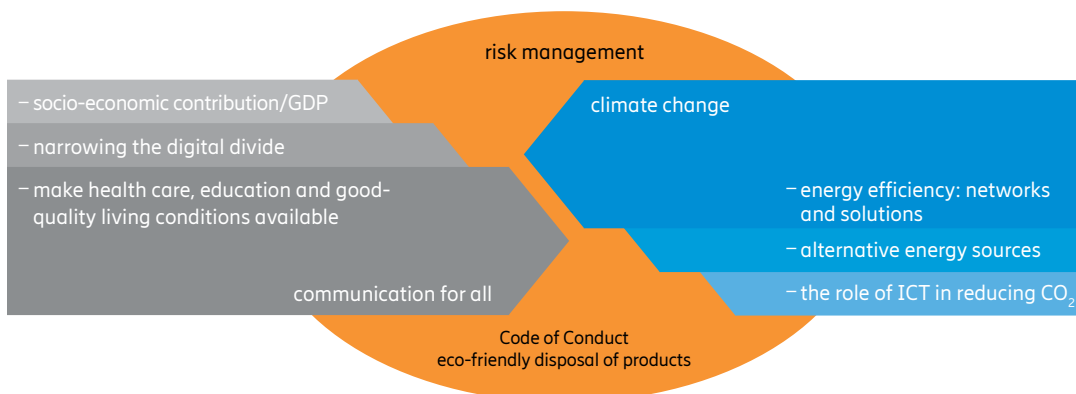 risk management
– socio-economic contribution/GDP
– narrowing the digital divide
– make health care, education and good-
quality living conditions available
communication for all
climate change
– energy efficiency: networks
and solutions
– alternative energy sources
– the role of ICT in reducing CO₂
Code of Conduct
eco-friendly disposal of products